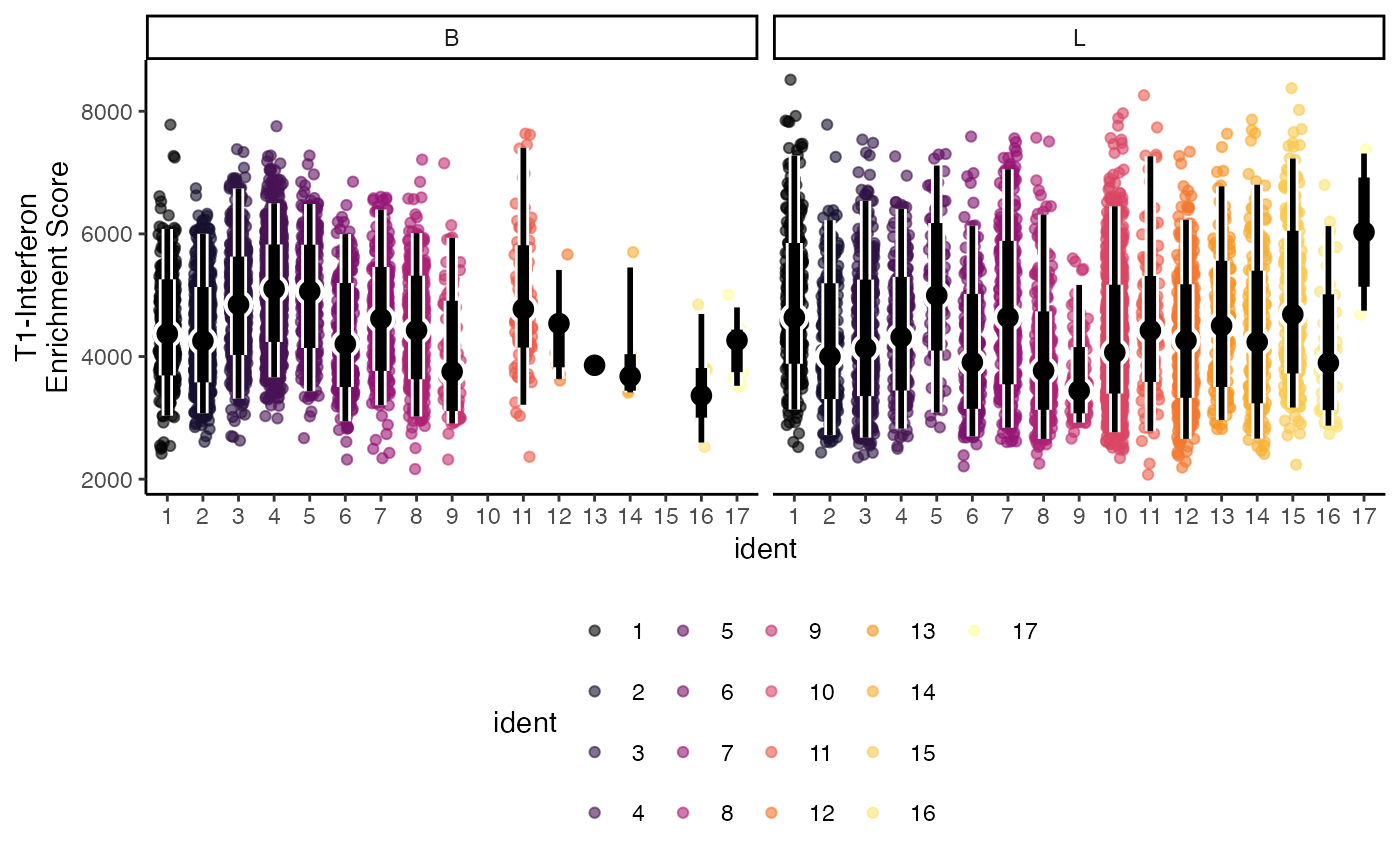 B L
T1-Interferon
Enrichment Score
8000
6000
4000
2000
1 2 3 4 5 6 7 8 9 10 11 12 13 14 15 16 17 1 2 3 4 5 6 7 8 9 10 11 12 13 14 15 16 17
ident
ident
1 5 9 13 17
2 6 10 14
3 7 11 15
4 8 12 16